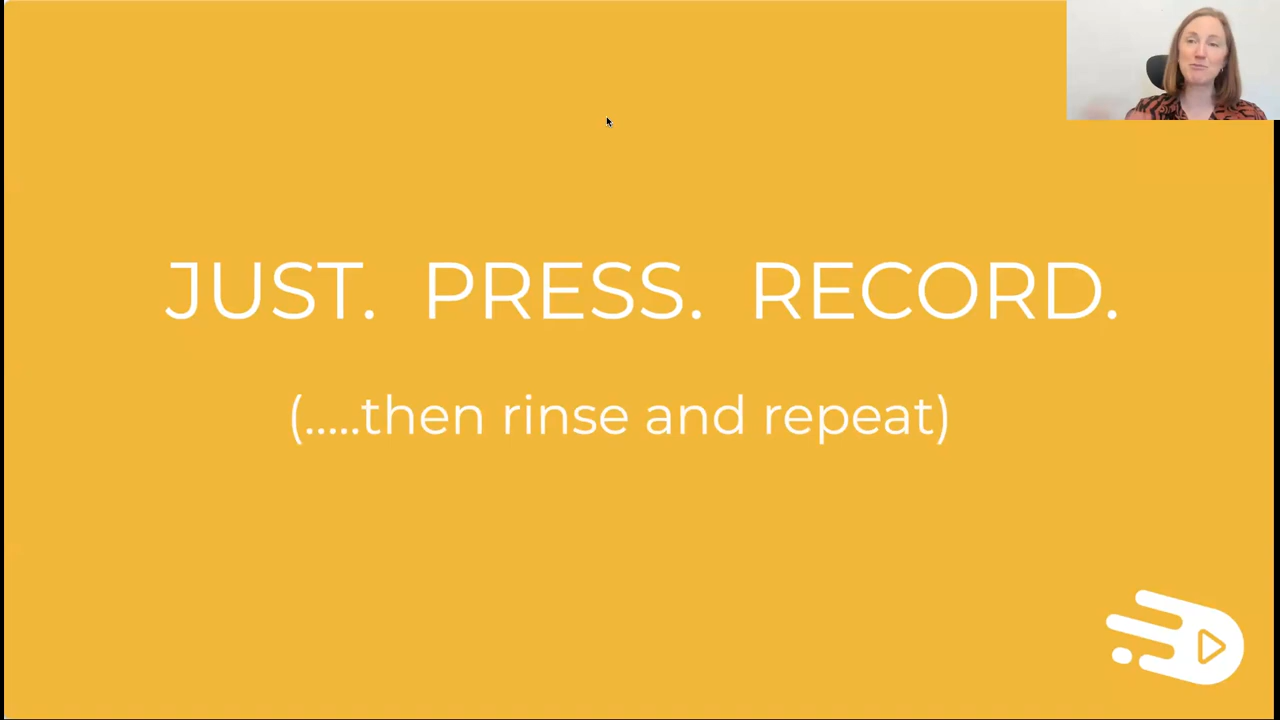 JUST. PRESS. RECORD.
(.....then rinse and repeat)